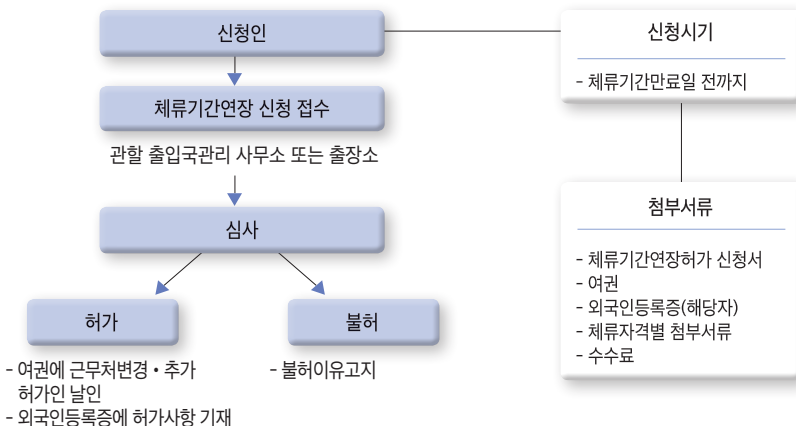 신청인
체류기간연장 신청 접수
관할 출입국관리 사무소 또는 출장소
심사
허가
- 여권에 근무처변경 • 추가
허가인 날인
- 외국인등록증에 허가사항 기재
불허
- 불허이유고지
신청시기
- 체류기간만료일 전까지
첨부서류
- 체류기간연장허가 신청서
- 여권
- 외국인등록증(해당자)
- 체류자격별 첨부서류
- 수수료